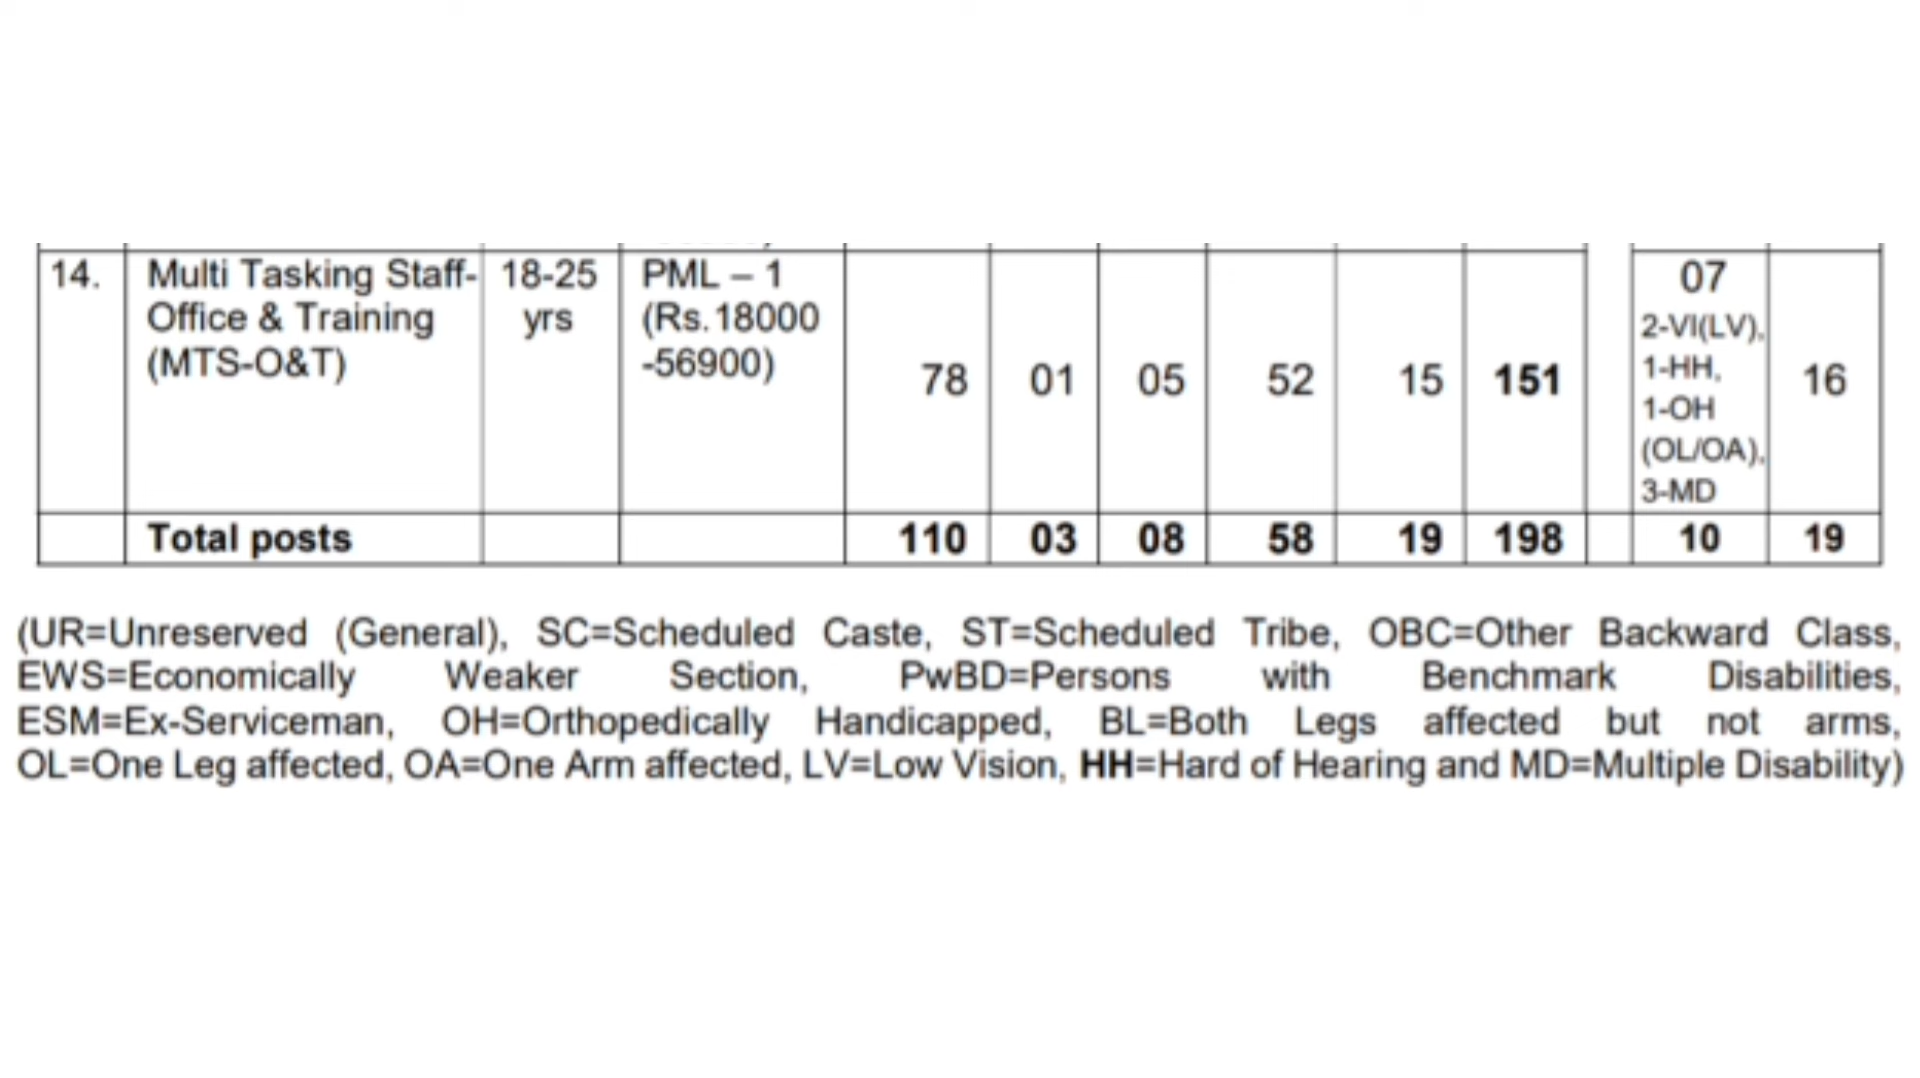 14. Multi Tasking Staff- 18-25 PML – 1 07
Office & Training yrs (Rs.18000 2-VI(LV),
(MTS-O&T) -56900) 78 01 05 52 15 151 1-HH, 16
1-OH
(OL/OA),
3-MD
Total posts 110 03 08 58 19 198 10 19
(UR=Unreserved (General), SC=Scheduled Caste, ST=Scheduled Tribe, OBC=Other Backward Class,
EWS=Economically Weaker Section, PwBD=Persons with Benchmark Disabilities,
ESM=Ex-Serviceman, OH=Orthopedically Handicapped, BL=Both Legs affected but not arms,
OL=One Leg affected, OA=One Arm affected, LV=Low Vision, HH=Hard of Hearing and MD=Multiple Disability)